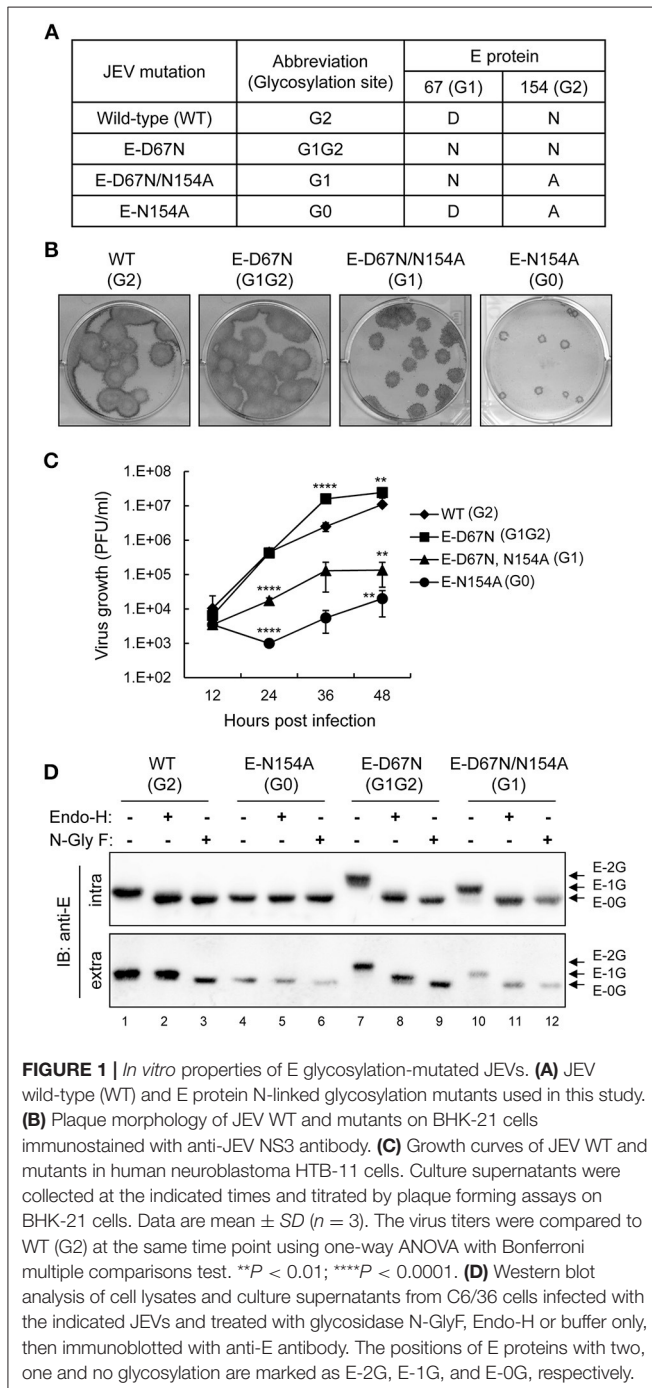 A
JEV mutation
Abbreviation
(Glycosylation site)
E protein
67 (G1)
154 (G2)
Wild-type (WT) G2 D N
E-D67N G1G2 N N
E-D67N/N154A G1 N A
E-N154A G0 D A
B
WT
(G2)
E-D67N
(G1G2)
E-D67N/N154A
(G1)
E-N154A
(G0)
C
Virus growth (PFU/ml)
1.E+08
1.E+07
1.E+06
1.E+05
1.E+04
1.E+03
1.E+02
12 24 36 48
Hours post infection
****
**
****
**
****
**
WT (G2)
E-D67N (G1G2)
E-D67N, N154A (G1)
E-N154A (G0)
D
WT
(G2)
E-N154A
(G0)
E-D67N
(G1G2)
E-D67N/N154A
(G1)
Endo-H: - + - - + - - + - - + -
N-Gly F: - - + - - + - - + - - +
IB: anti-E
intra
E-2G
E-1G
E-0G
extra
E-2G
E-1G
E-0G
1 2 3 4 5 6 7 8 9 10 11 12
FIGURE 1 | In vitro properties of E glycosylation-mutated JEVs. (A) JEV
wild-type (WT) and E protein N-linked glycosylation mutants used in this study.
(B) Plaque morphology of JEV WT and mutants on BHK-21 cells
immunostained with anti-JEV NS3 antibody. (C) Growth curves of JEV WT and
mutants in human neuroblastoma HTB-11 cells. Culture supernatants were
collected at the indicated times and titrated by plaque forming assays on
BHK-21 cells. Data are mean ± SD (n = 3). The virus titers were compared to
WT (G2) at the same time point using one-way ANOVA with Bonferroni
multiple comparisons test. **P < 0.01; ****P < 0.0001. (D) Western blot
analysis of cell lysates and culture supernatants from C6/36 cells infected with
the indicated JEVs and treated with glycosidase N-GlyF, Endo-H or buffer only,
then immunoblotted with anti-E antibody. The positions of E proteins with two,
one and no glycosylation are marked as E-2G, E-1G, and E-0G, respectively.